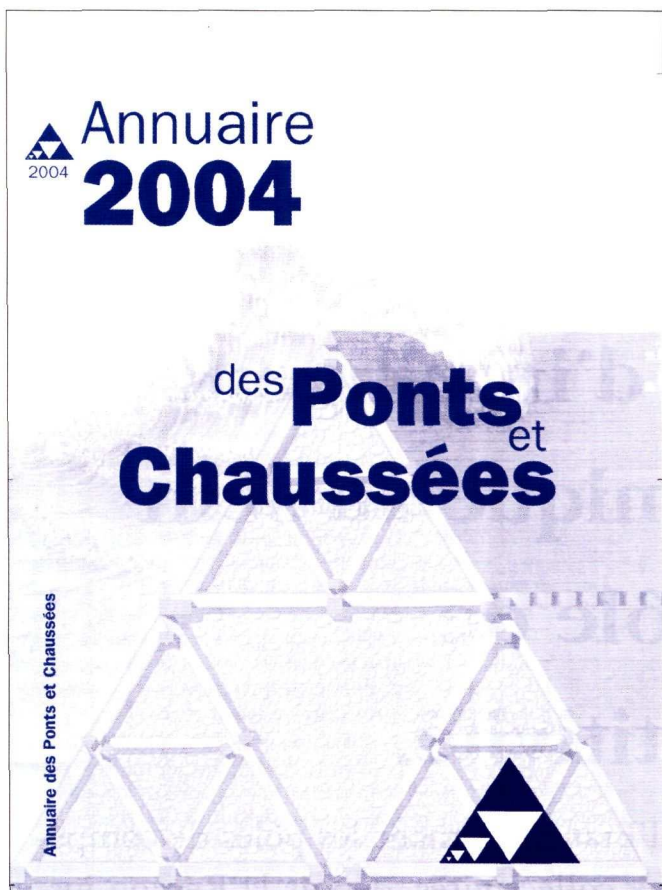 Annuaire
2004
2004
des Ponts
et
Chaussées
Annuaire des Ponts et Chaussées